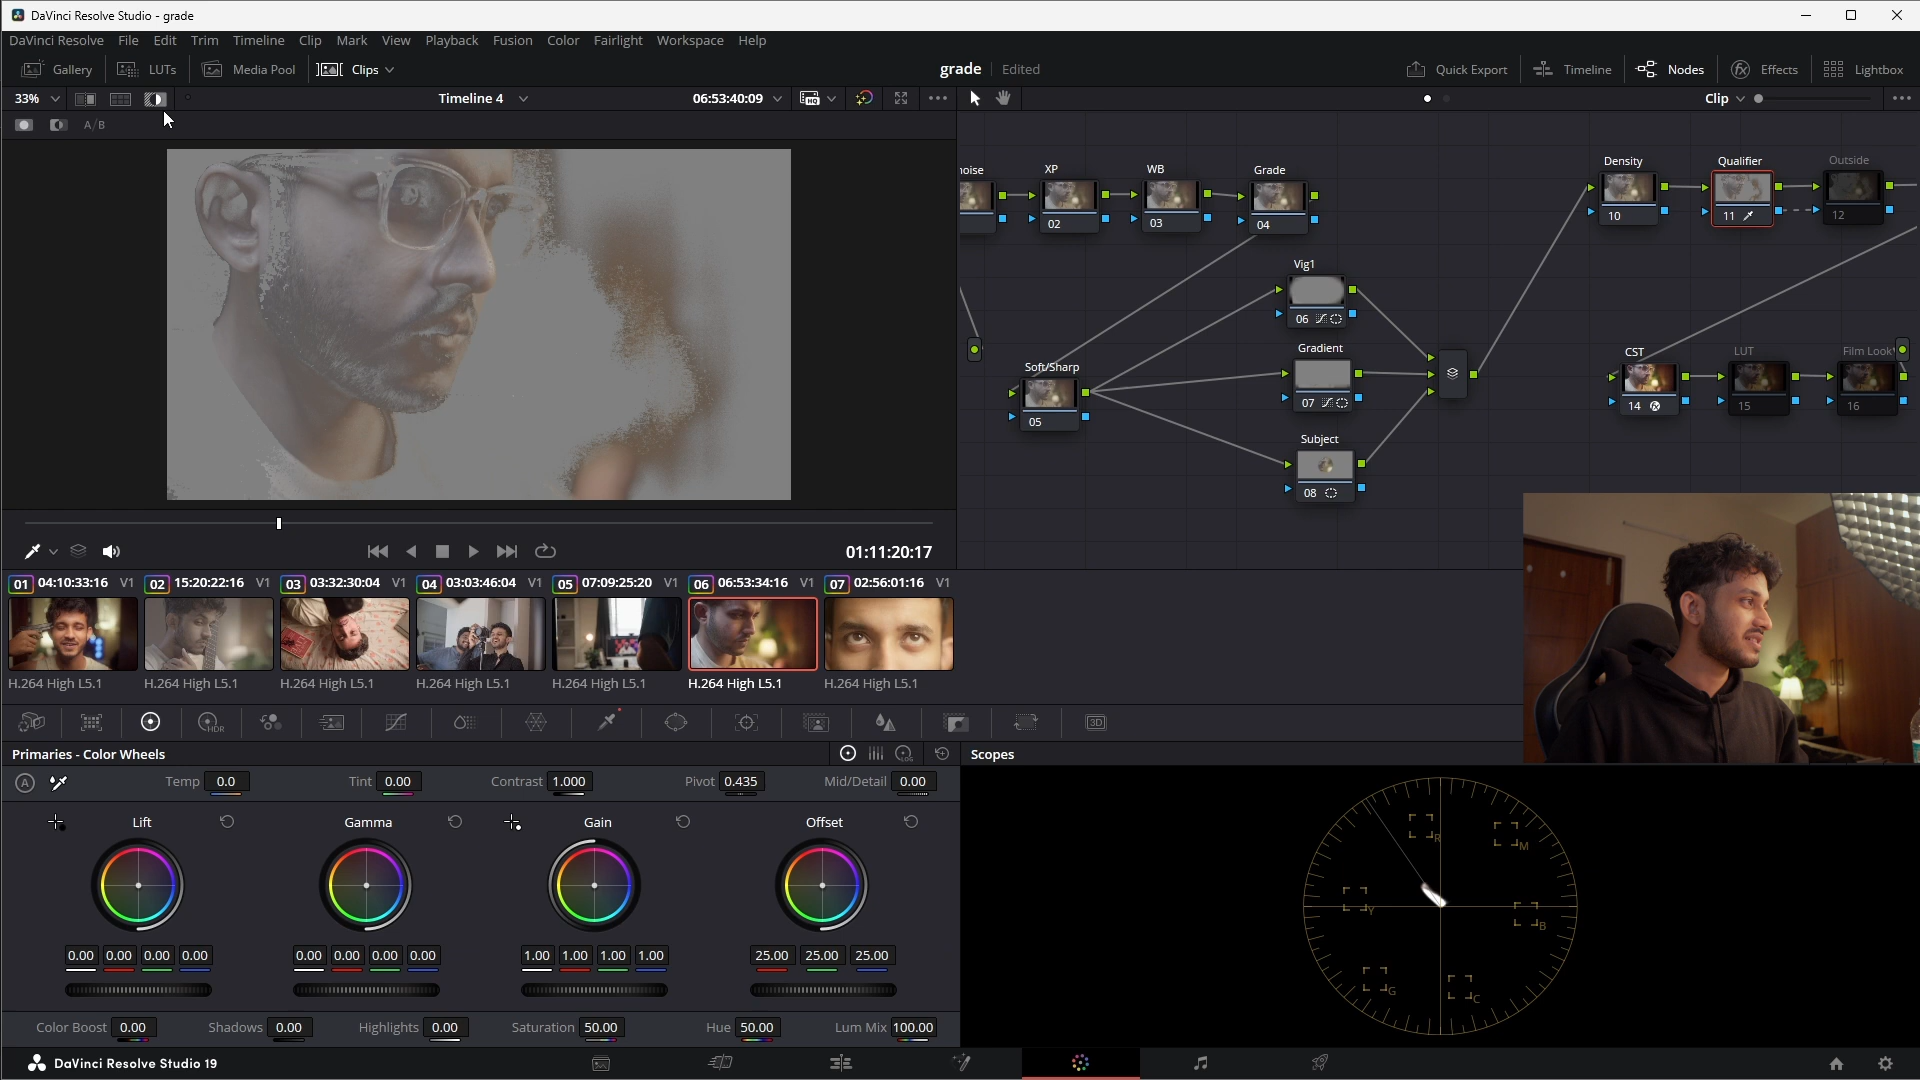 DaVinci Resolve Studio - grade
DaVinci Resolve File Edit Trim Timeline Clip Mark View Playback Fusion Color Fairlight Workspace Help
Gallery LUTs Media Pool Clips grade Edited Quick Export Timeline Nodes Effects Lightbox
33% Timeline 4 06:53:40:09 Clip
A/B
noise XP WB Grade Density Qualifier Outside
02 03 04 10 11 12
Vig1
06
Gradient
07
Soft/Sharp
05
Subject
08
CST LUT Film Look
14 15 16
01:11:20:17
01 04:10:33:16 V1 02 15:20:22:16 V1 03 03:32:30:04 V1 04 03:03:46:04 V1 05 07:09:25:20 V1 06 06:53:34:16 V1 07 02:56:01:16 V1
H.264 High L5.1 H.264 High L5.1 H.264 High L5.1 H.264 High L5.1 H.264 High L5.1 H.264 High L5.1 H.264 High L5.1
HDR 3D
Primaries - Color Wheels LOG Scopes
A Temp 0.0 Tint 0.00 Contrast 1.000 Pivot 0.435 Mid/Detail 0.00
Lift Gamma Gain Offset
0.00 0.00 0.00 0.00 0.00 0.00 0.00 0.00 1.00 1.00 1.00 1.00 25.00 25.00 25.00
Color Boost 0.00 Shadows 0.00 Highlights 0.00 Saturation 50.00 Hue 50.00 Lum Mix 100.00
R M
Y B
G C
DaVinci Resolve Studio 19